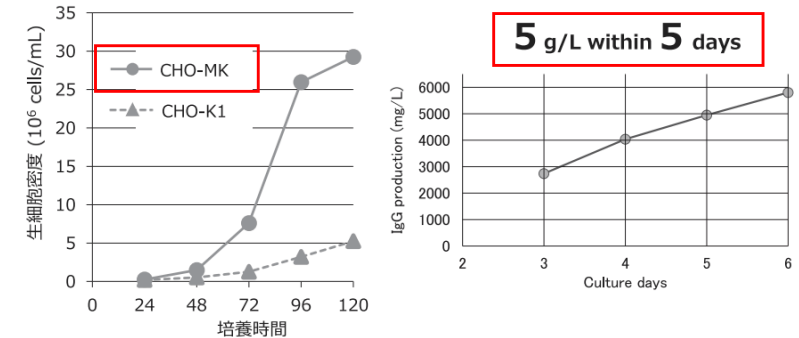 35
30
25
20
15
10
5
0
生細胞密度 (10⁶ cells/mL)
CHO-MK
CHO-K1
0 24 48 72 96 120
培養時間
5 g/L within 5 days
6000
5000
4000
3000
2000
1000
0
IgG production (mg/L)
2 3 4 5 6
Culture days